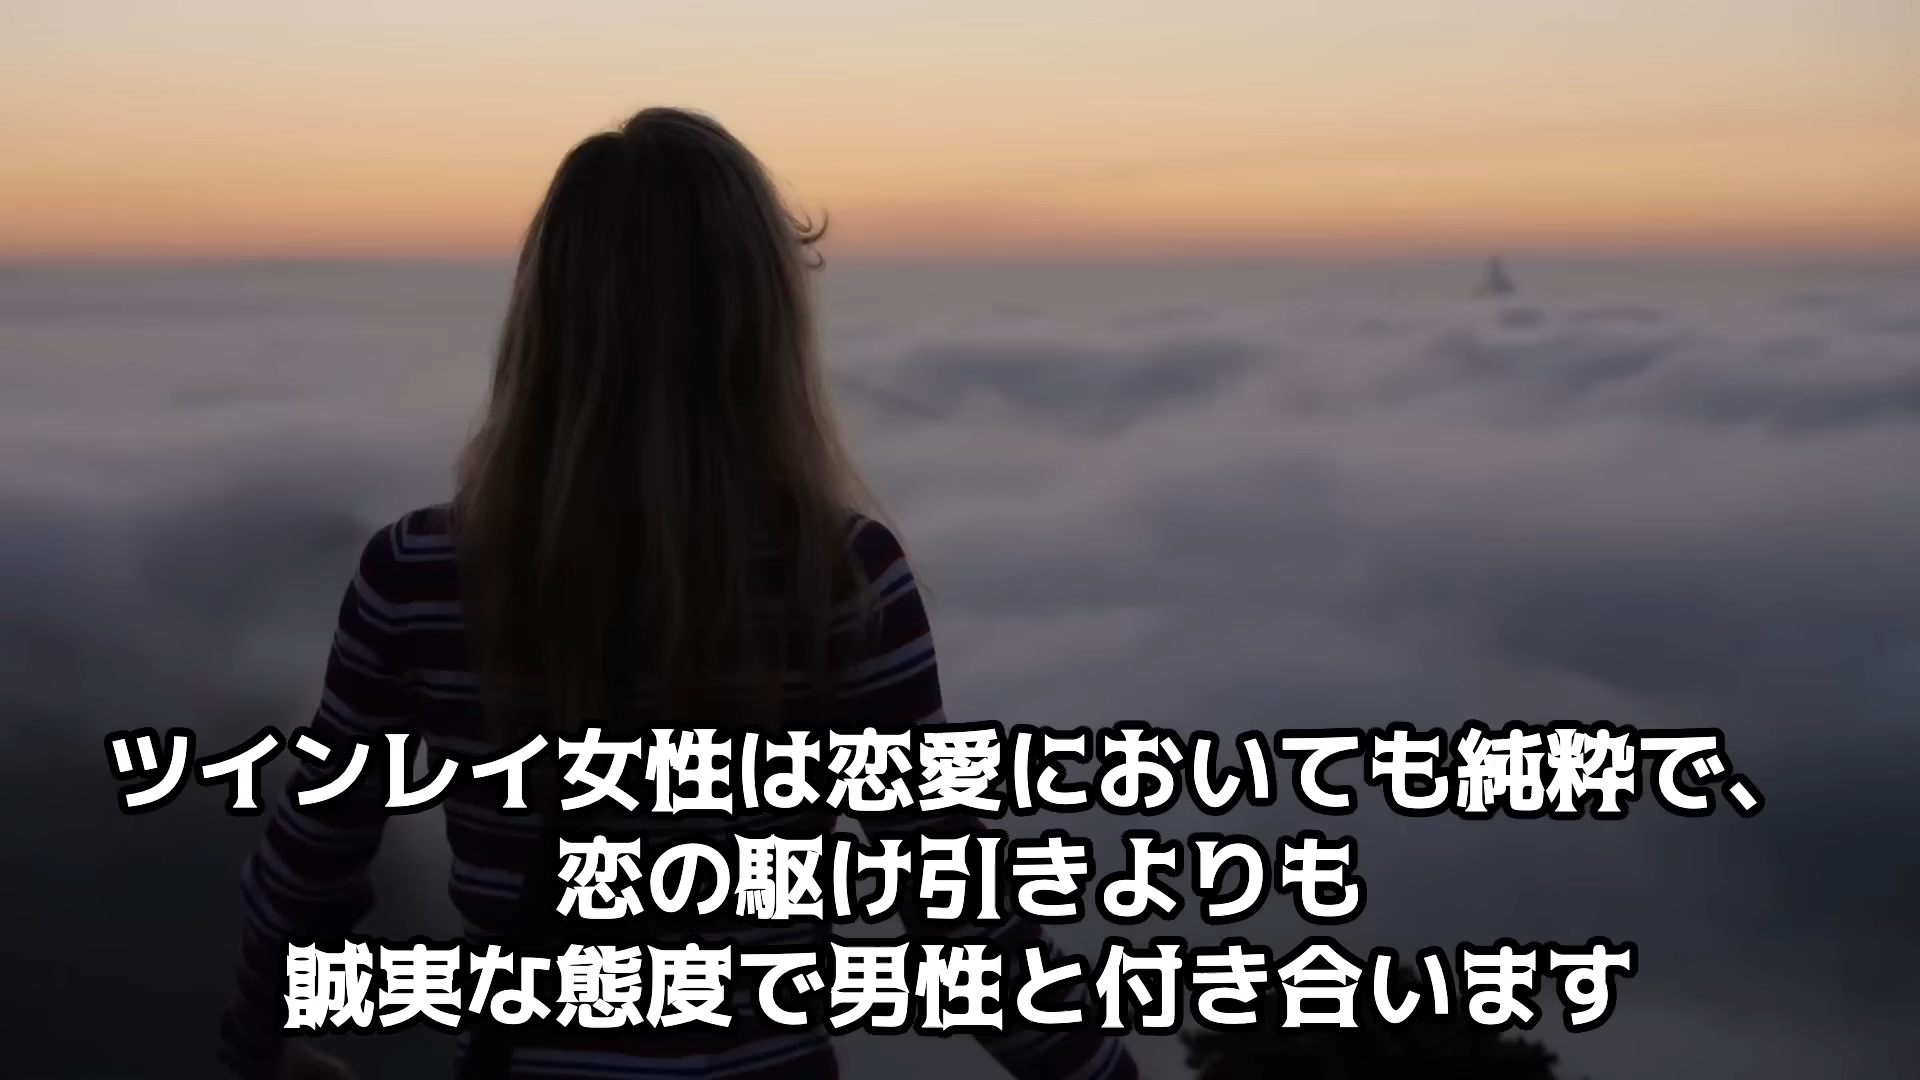 ツインレイ女性は恋愛においても純粋で、
恋の駆け引きよりも
誠実な態度で男性と付き合います